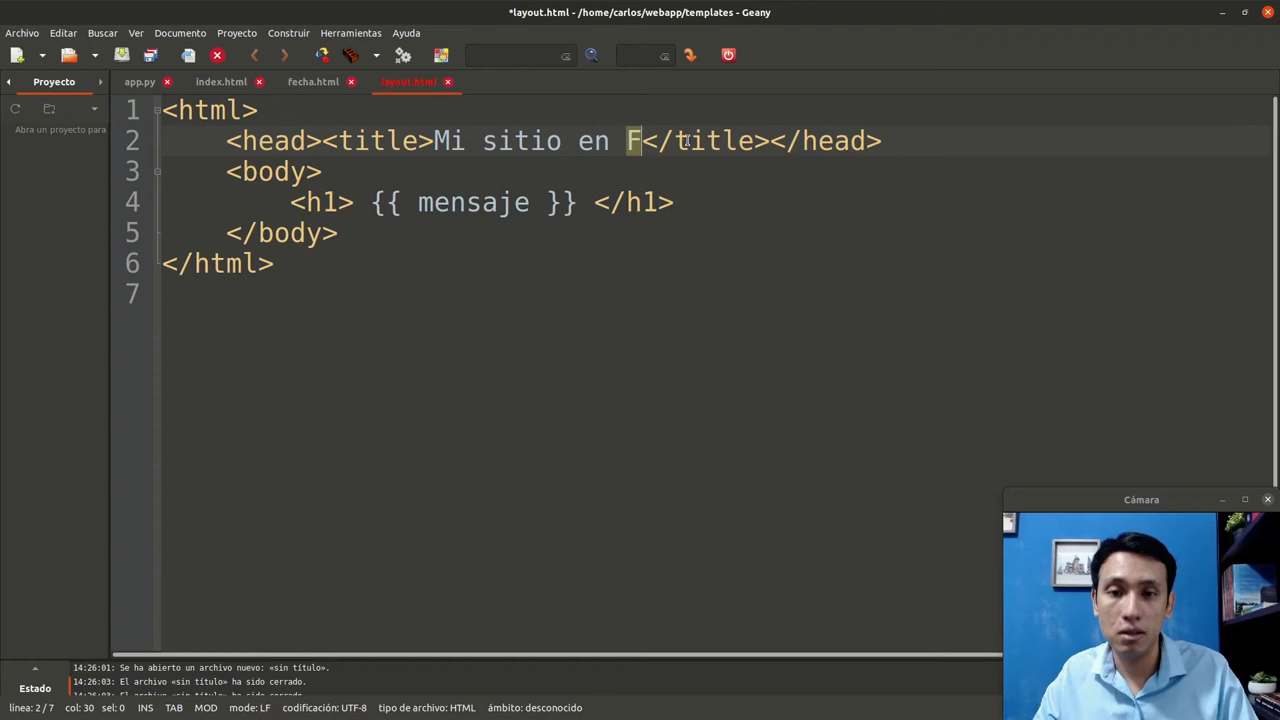 *layout.html - /home/carlos/webapp/templates - Geany
Archivo Editar Buscar Ver Documento Proyecto Construir Herramientas Ayuda
Proyecto app.py index.html fecha.html layout.html
Abra un proyecto para
1 <html>
2 <head><title>Mi sitio en F</title></head>
3 <body>
4 <h1> {{ mensaje }} </h1>
5 </body>
6 </html>
7
Cámara
14:26:01: Se ha abierto un archivo nuevo: «sin título».
Estado
14:26:03: El archivo «sin título» ha sido cerrado.
línea: 2 / 7 col: 30 sel: 0 INS TAB MOD mode: LF codificación: UTF-8 tipo de archivo: HTML ámbito: desconocido